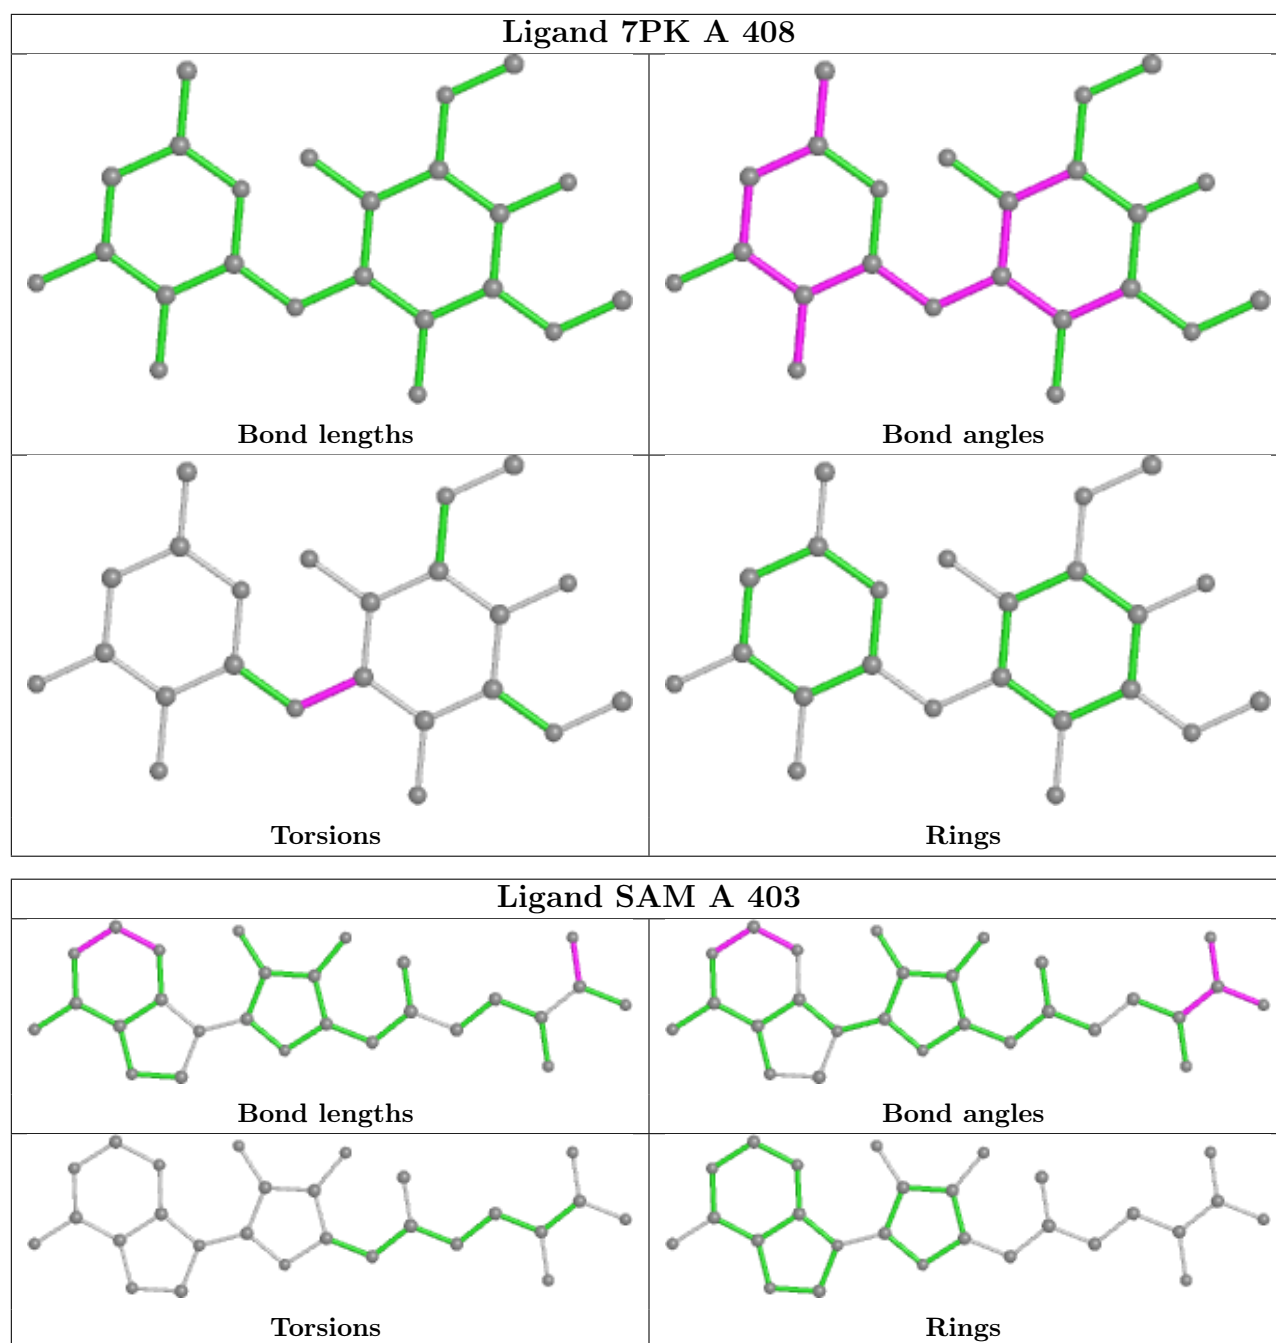 Ligand 7PK A 408
Bond lengths
Bond angles
Torsions
Rings
Ligand SAM A 403
Bond lengths
Bond angles
Torsions
Rings